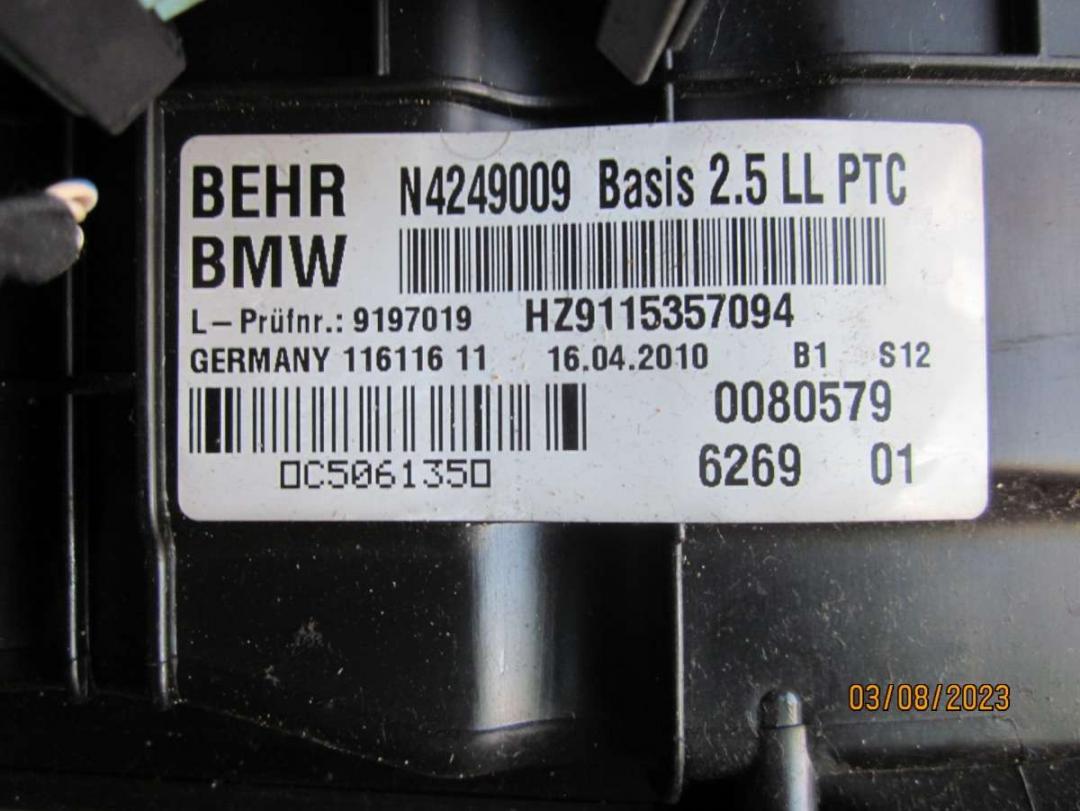 BEHR N4249009 Basis 2.5 LL PTC
BMW
L-Prüfnr.: 9197019 HZ9115357094
GERMANY 116116 11 16.04.2010 B1 S12
0080579
▯C506135▯
6269 01
03/08/2023